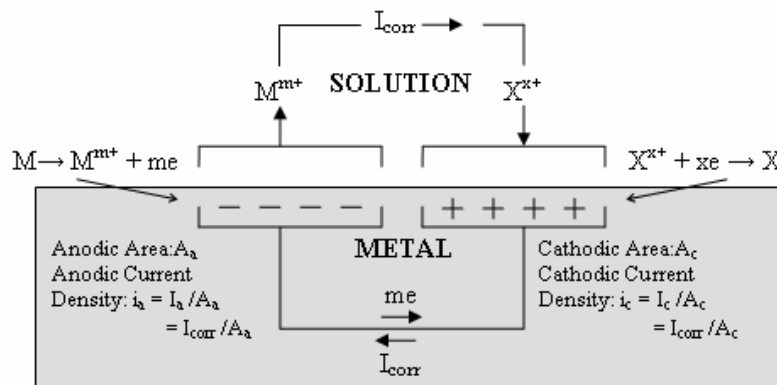 I_corr
SOLUTION
M^m+
X^x+
M → M^m+ + me
X^x+ + xe → X
− − − −
+ + + +
METAL
Anodic Area:A_a
Anodic Current
Density: i_a = I_a /A_a
= I_corr /A_a
Cathodic Area:A_c
Cathodic Current
Density: i_c = I_c /A_c
= I_corr /A_c
me
I_corr